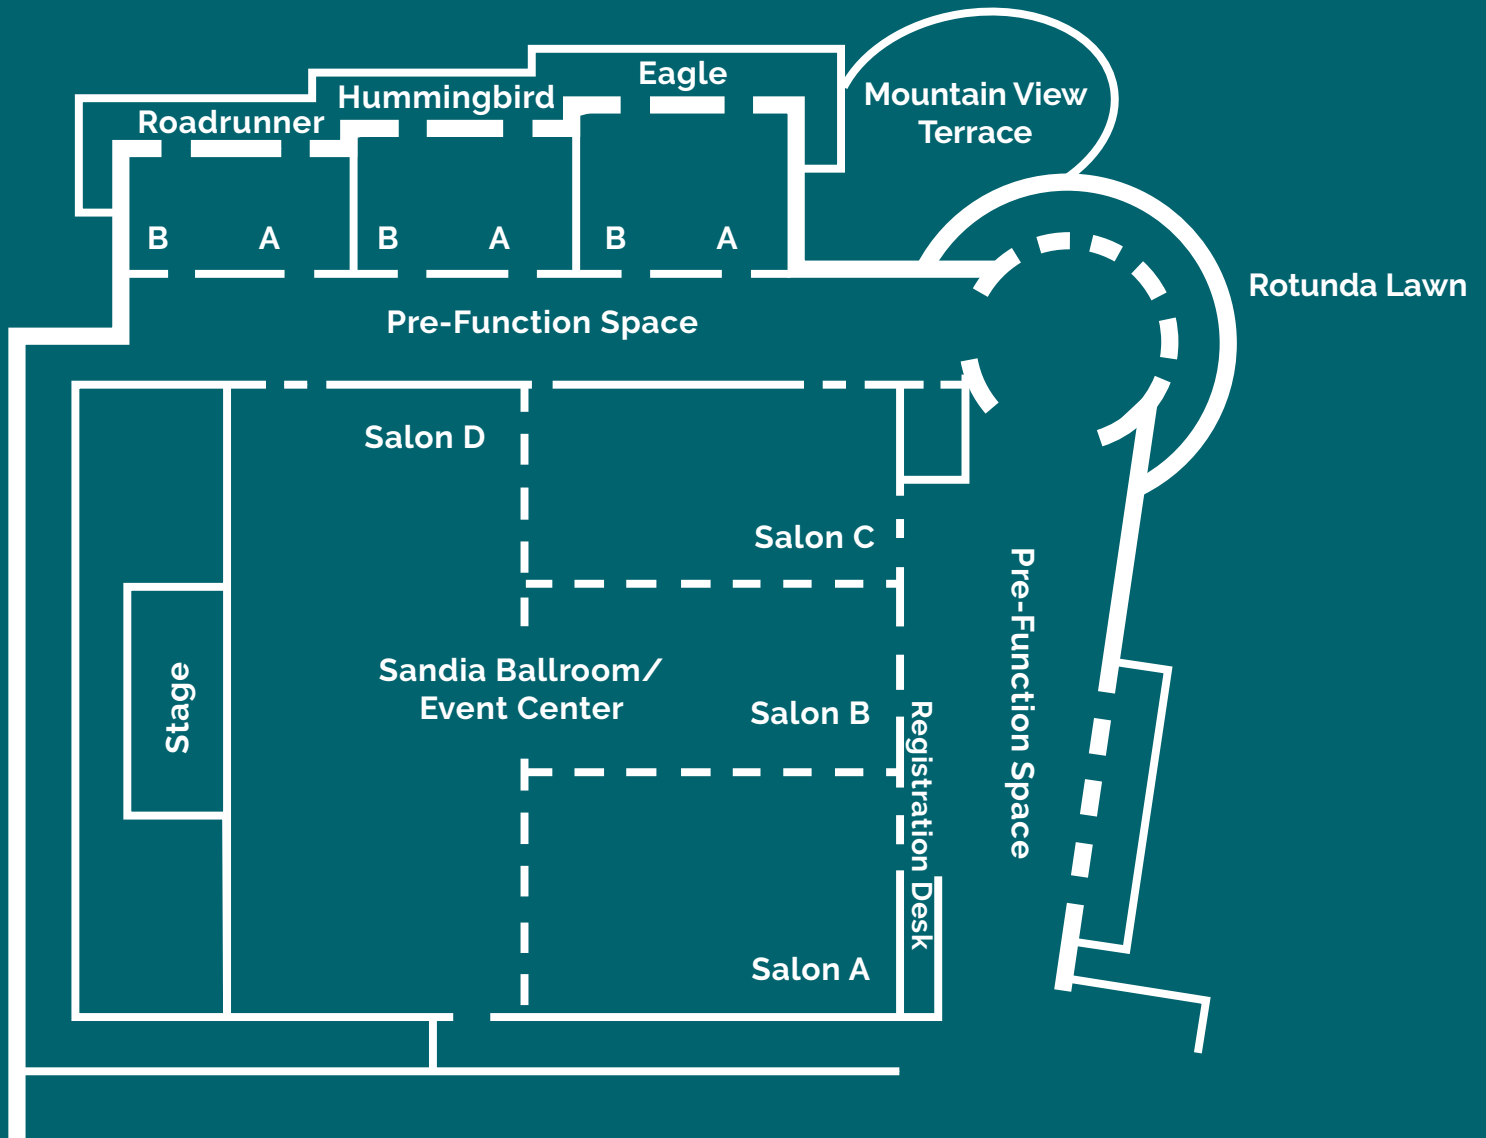 Eagle
Mountain View
Terrace
Hummingbird
Roadrunner
B A B A B A
Rotunda Lawn
Pre-Function Space
Salon D
Salon C
Pre-Function Space
Sandia Ballroom/
Event Center
Stage
Salon B
Registration Desk
Salon A